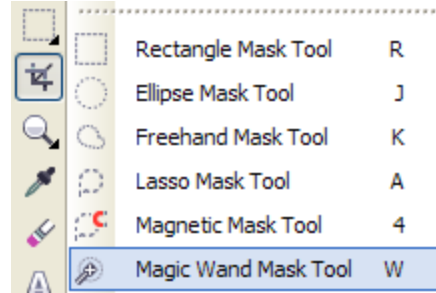 Rectangle Mask Tool R
Ellipse Mask Tool J
Freehand Mask Tool K
Lasso Mask Tool A
Magnetic Mask Tool 4
Magic Wand Mask Tool W